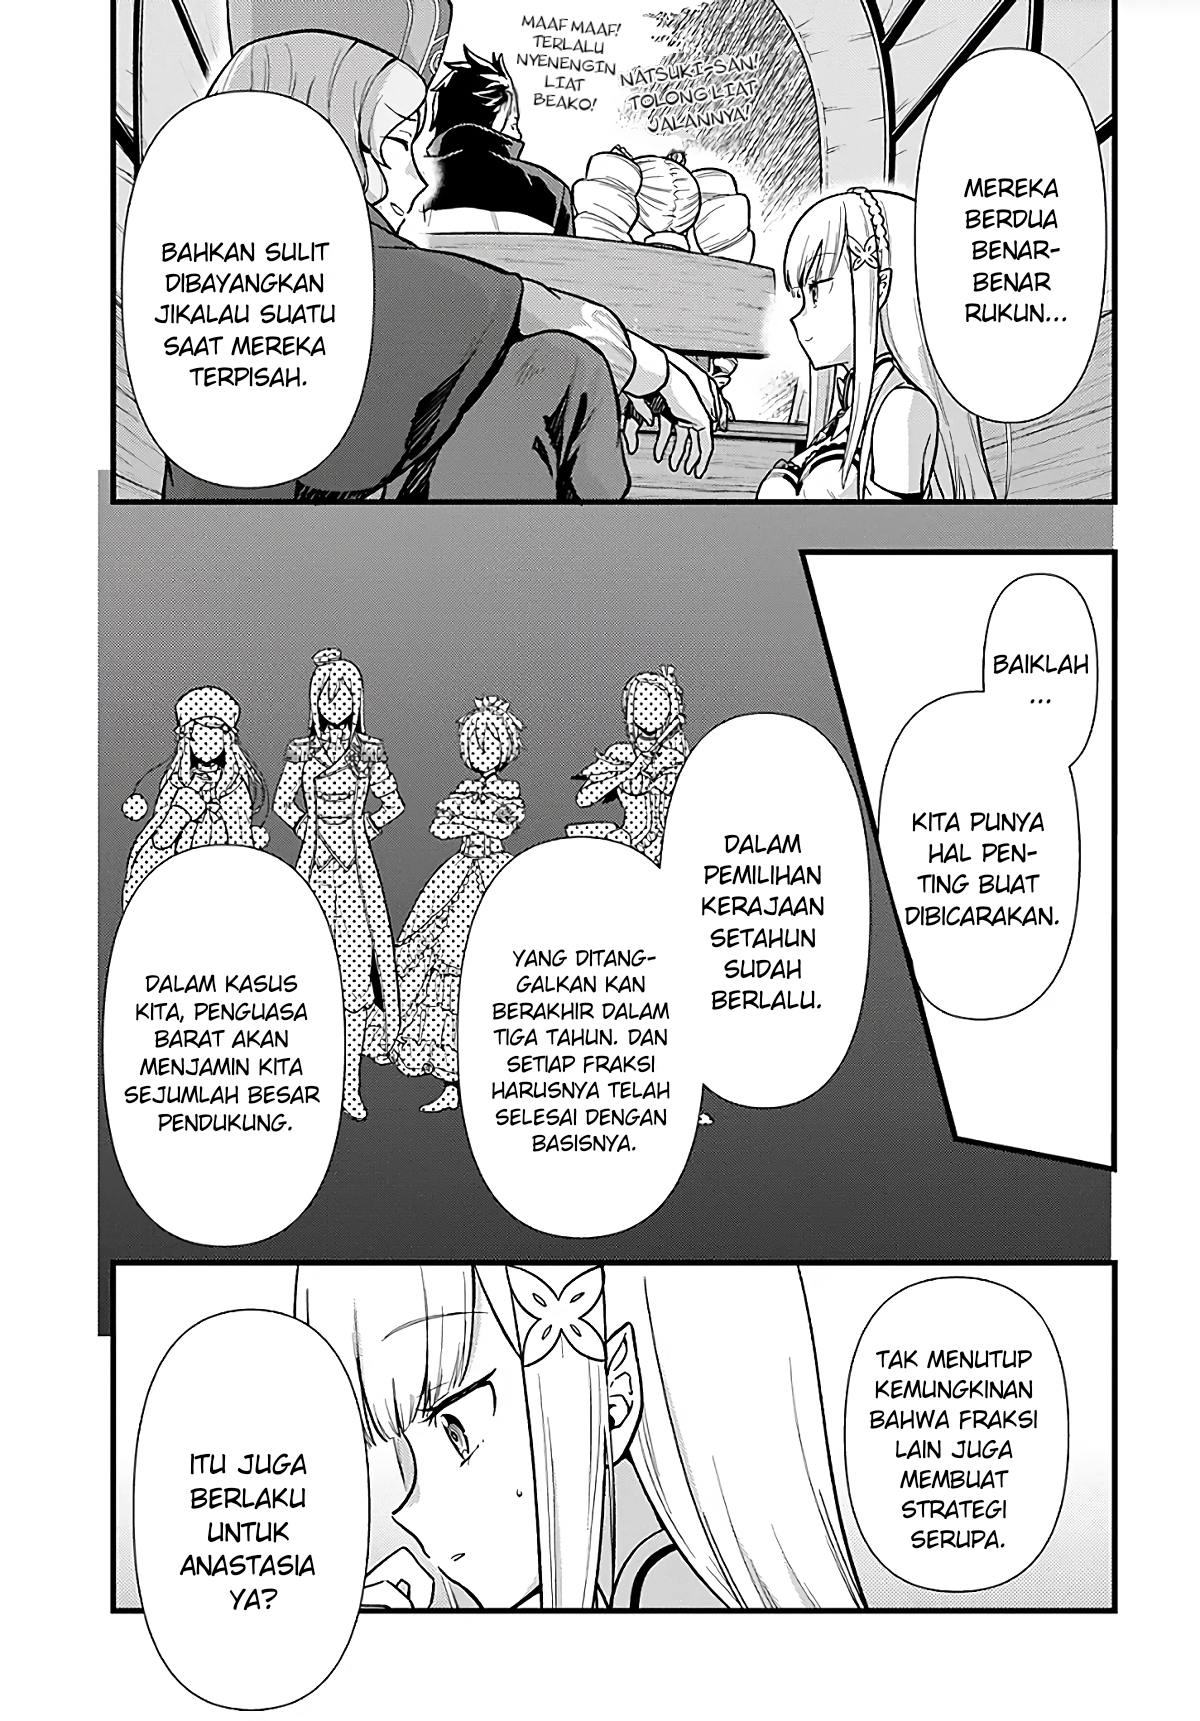 MAAF MAAF!
TERLALU
NYENENGIN
LIAT
BEAKO!
NATSUKI-SAN!
TOLONG LIAT
JALANNYA!
MEREKA
BERDUA
BENAR-
BENAR
RUKUN...
BAHKAN SULIT
DIBAYANGKAN
JIKALAU SUATU
SAAT MEREKA
TERPISAH.
BAIKLAH
...
KITA PUNYA
HAL PEN-
TING BUAT
DIBICARAKAN.
DALAM
PEMILIHAN
KERAJAAN
SETAHUN
SUDAH
BERLALU.
YANG DITANG-
GALKAN KAN
BERAKHIR DALAM
TIGA TAHUN. DAN
SETIAP FRAKSI
HARUSNYA TELAH
SELESAI DENGAN
BASISNYA.
DALAM KASUS
KITA, PENGUASA
BARAT AKAN
MENJAMIN KITA
SEJUMLAH BESAR
PENDUKUNG.
TAK MENUTUP
KEMUNGKINAN
BAHWA FRAKSI
LAIN JUGA
MEMBUAT
STRATEGI
SERUPA.
ITU JUGA
BERLAKU
UNTUK
ANASTASIA
YA?